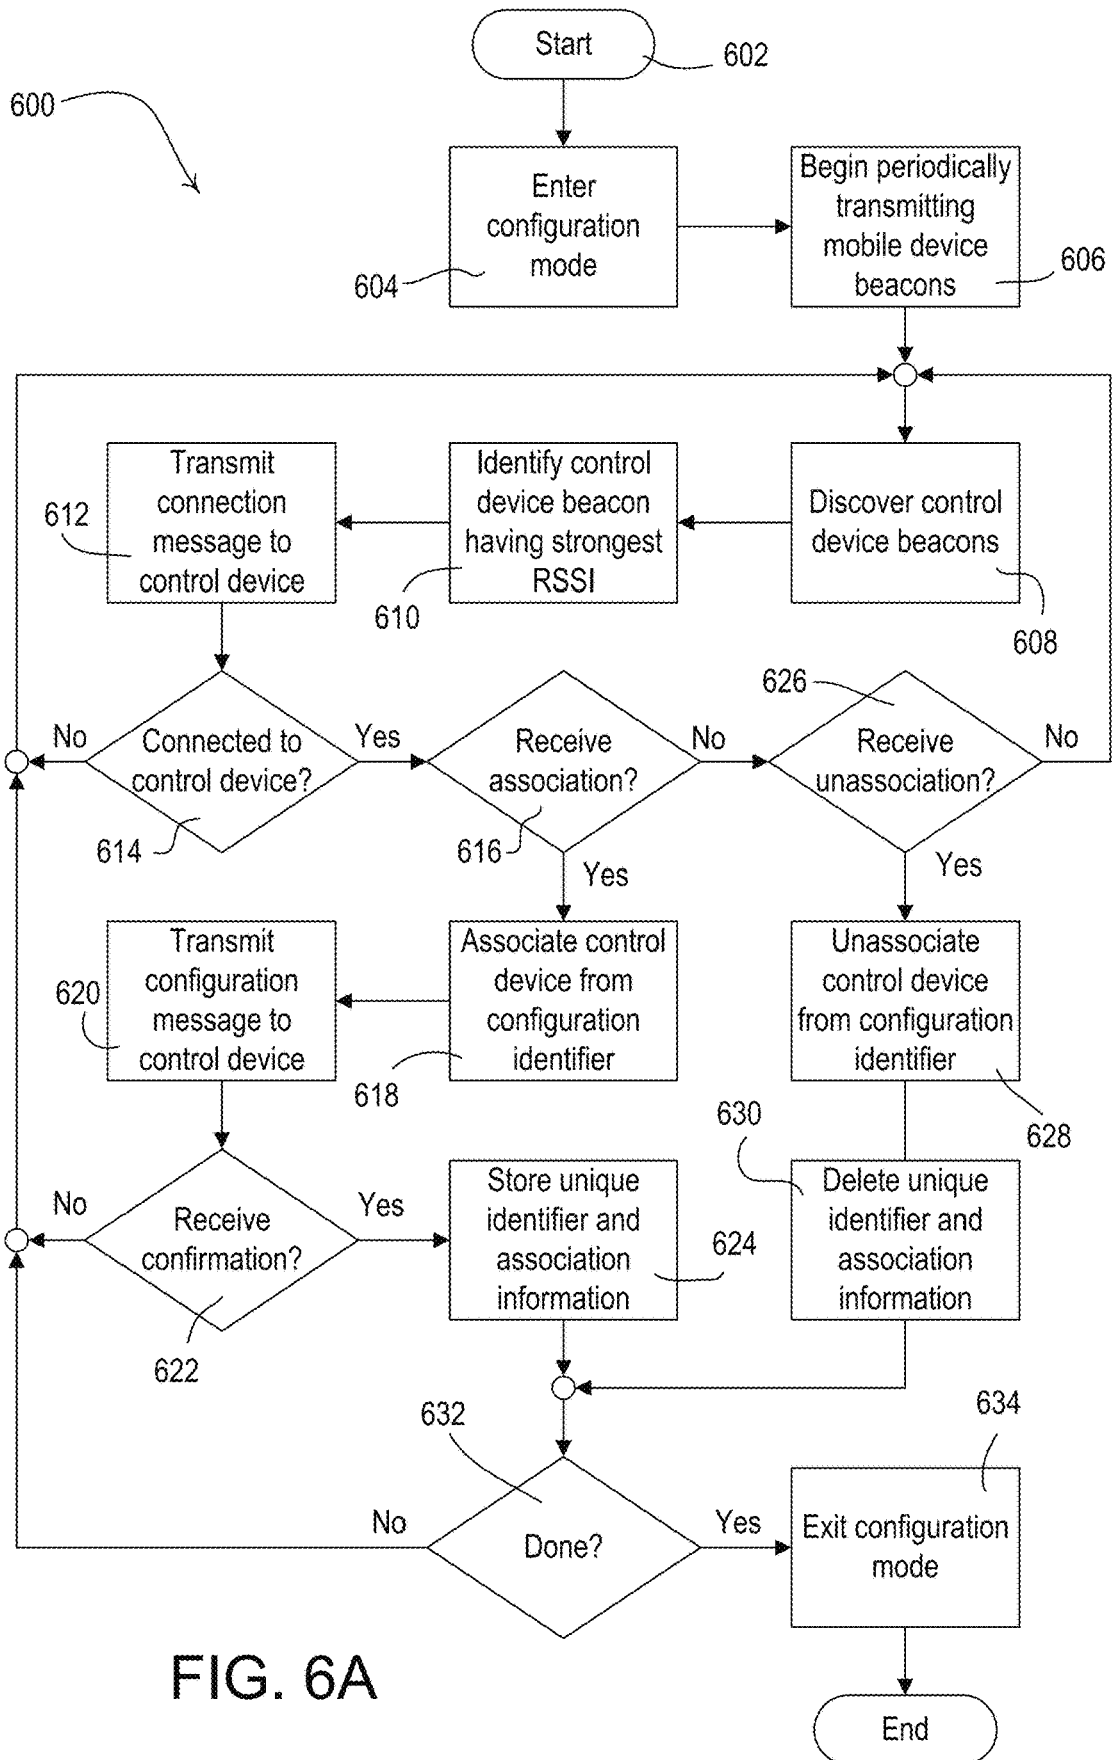 Start
602
600
Enter
configuration
mode
604
Begin periodically
transmitting
mobile device
beacons
606
Transmit
connection
message to
control device
612
Identify control
device beacon
having strongest
RSSI
610
Discover control
device beacons
608
No
Connected to
control device?
614
Yes
Receive
association?
616
No
626
Receive
unassociation?
No
Yes
Yes
Transmit
configuration
message to
control device
620
Associate control
device from
configuration
identifier
618
Unassociate
control device
from configuration
identifier
628
630
No
Receive
confirmation?
622
Yes
Store unique
identifier and
association
information
624
Delete unique
identifier and
association
information
632
634
No
Done?
Yes
Exit configuration
mode
FIG. 6A
End